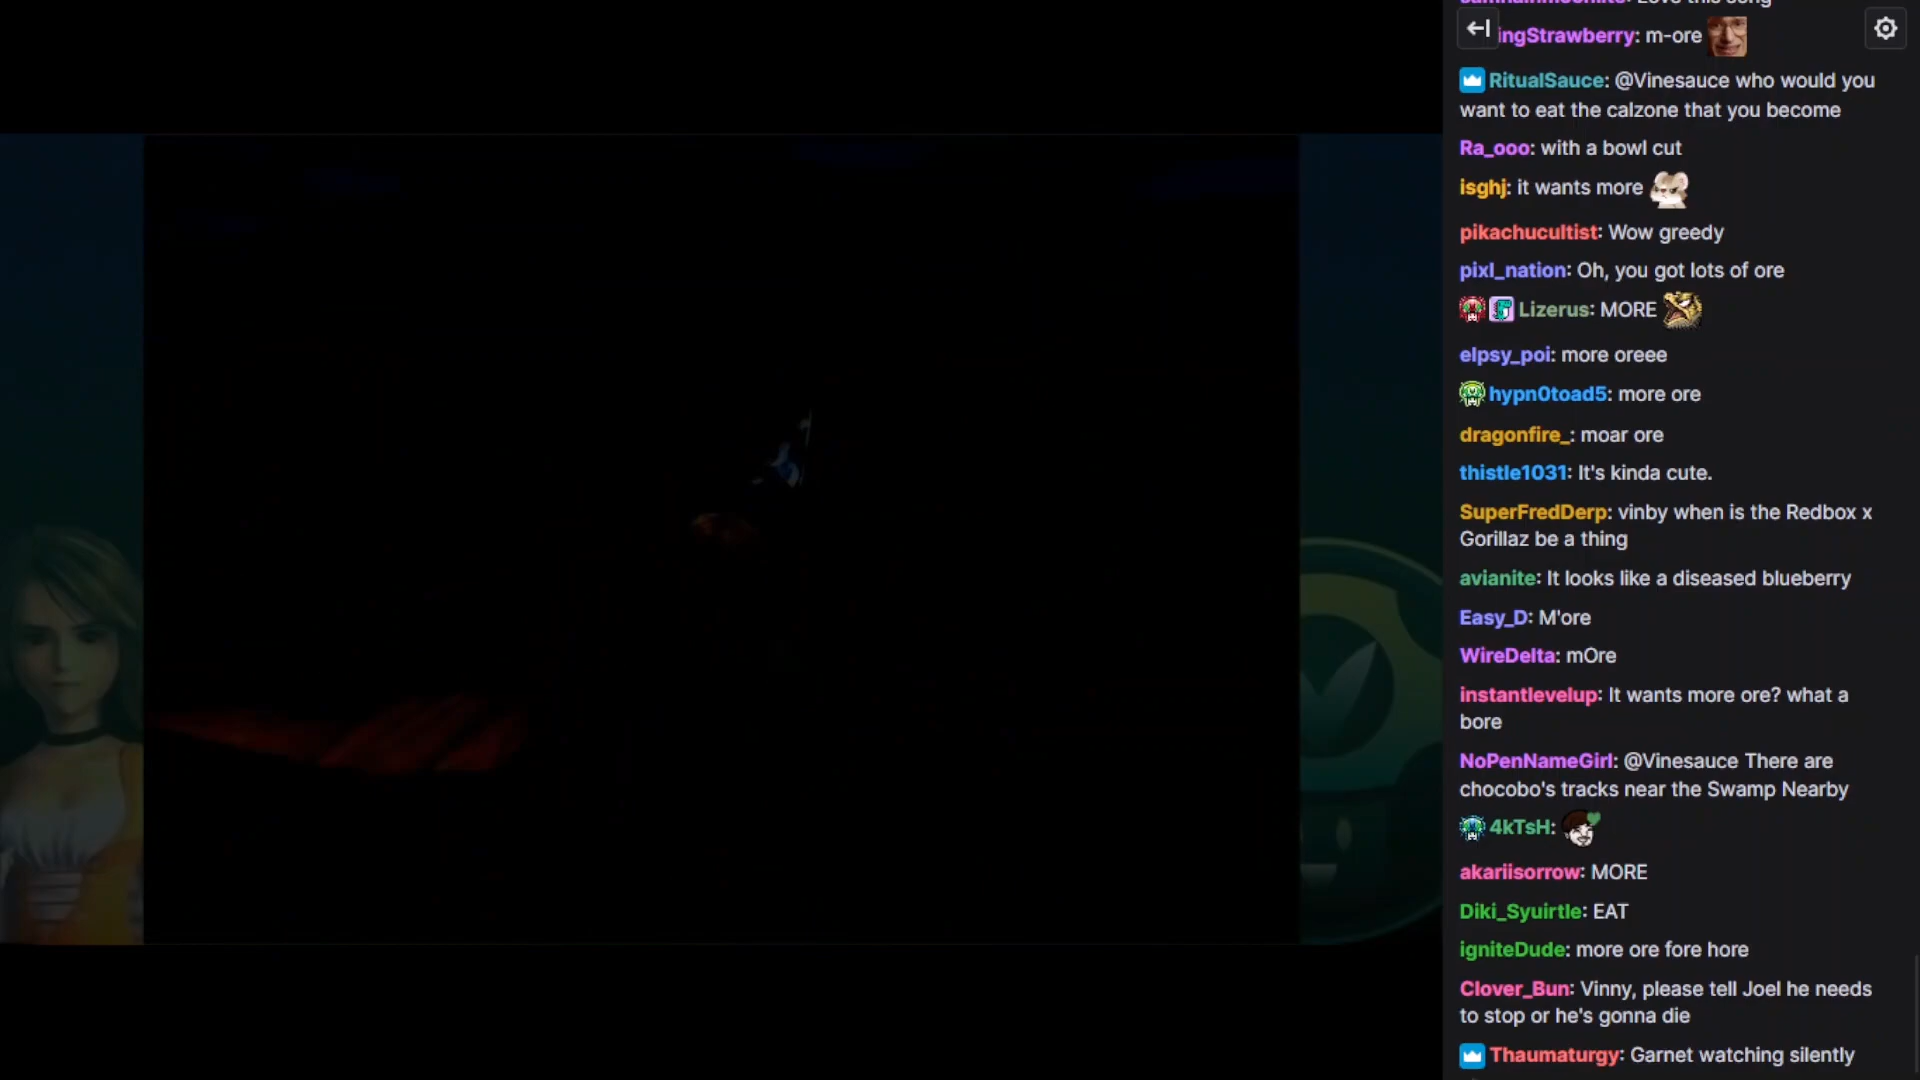 ingStrawberry: m-ore
RitualSauce: @Vinesauce who would you
want to eat the calzone that you become
Ra_ooo: with a bowl cut
isghj: it wants more
pikachucultist: Wow greedy
pixl_nation: Oh, you got lots of ore
Lizerus: MORE
elpsy_poi: more oreee
hypn0toad5: more ore
dragonfire_: moar ore
thistle1031: It's kinda cute.
SuperFredDerp: vinby when is the Redbox x
Gorillaz be a thing
avianite: It looks like a diseased blueberry
Easy_D: M'ore
WireDelta: mOre
instantlevelup: It wants more ore? what a
bore
NoPenNameGirl: @Vinesauce There are
chocobo's tracks near the Swamp Nearby
4kTsH:
akariisorrow: MORE
Diki_Syuirtle: EAT
igniteDude: more ore fore hore
Clover_Bun: Vinny, please tell Joel he needs
to stop or he's gonna die
Thaumaturgy: Garnet watching silently